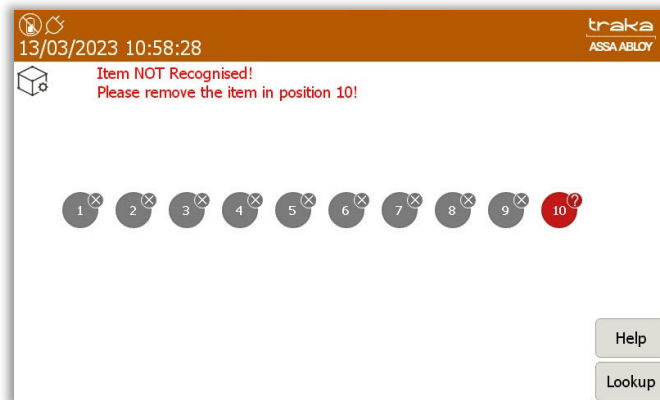 traka
13/03/2023 10:58:28
ASSA ABLOY
Item NOT Recognised!
Please remove the item in position 10!
1 2 3 4 5 6 7 8 9 10 ?
Help
Lookup